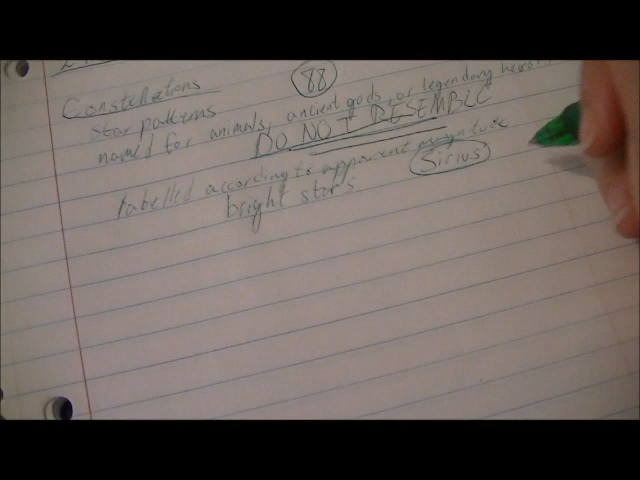 Constellations 88
star patterns
named for animals, ancient gods, or legendary heroes
DO NOT RESEMBLE
labelled according to apparent magnitude
bright stars Sirius